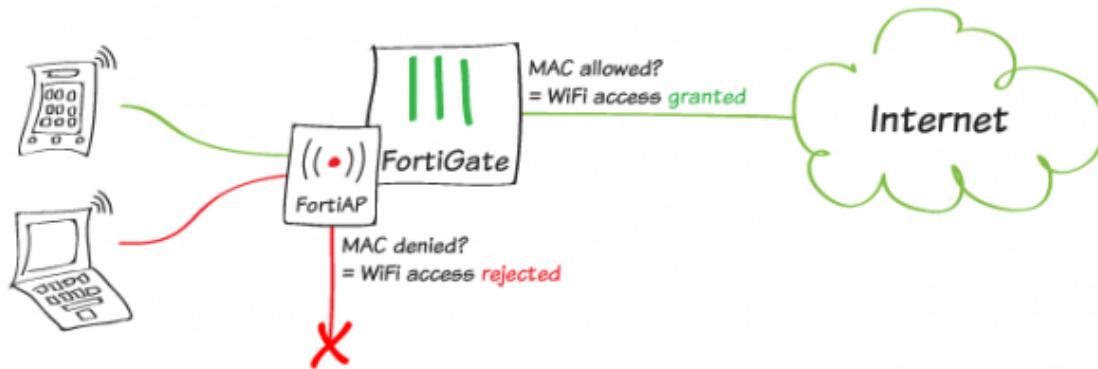 MAC allowed?
= WiFi access granted
Internet
FortiGate
FortiAP
MAC denied?
= WiFi access rejected